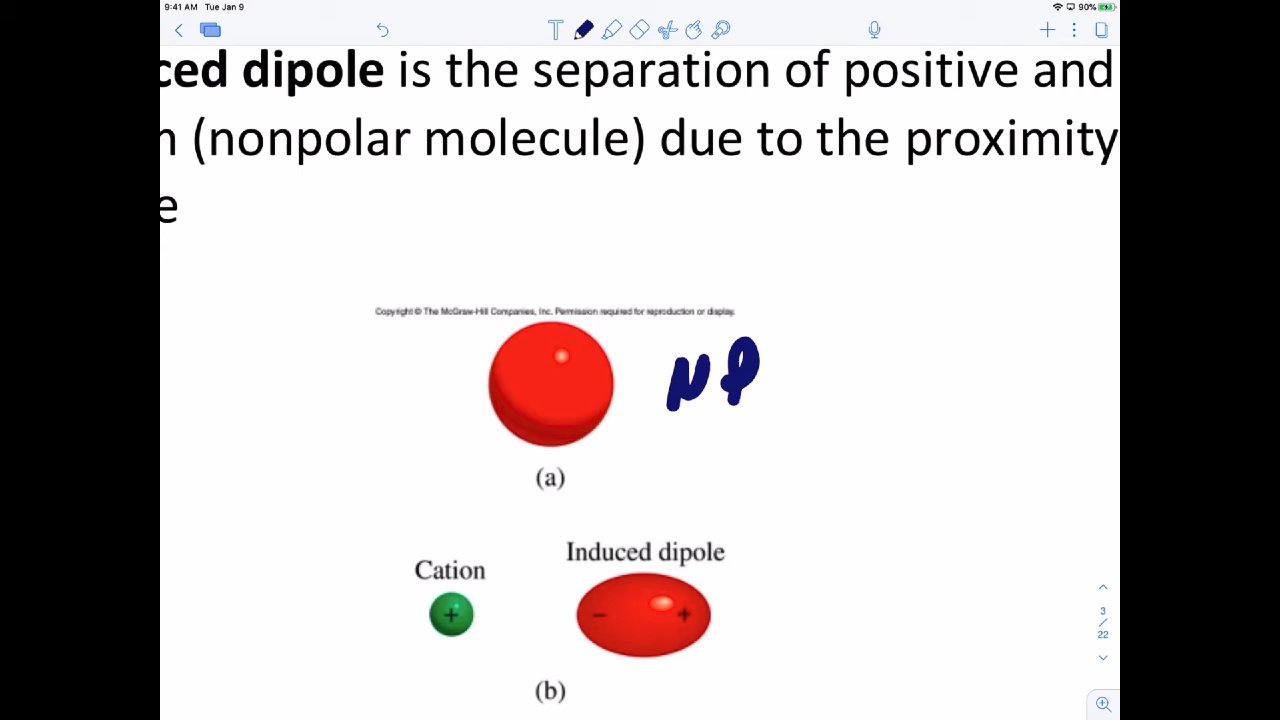 9:41 AM Tue Jan 9
90%
T
ced dipole is the separation of positive and
n (nonpolar molecule) due to the proximity
e
Copyright © The McGraw-Hill Companies, Inc. Permission required for reproduction or display.
NP
(a)
Induced dipole
Cation
+
− +
(b)
3
/
22